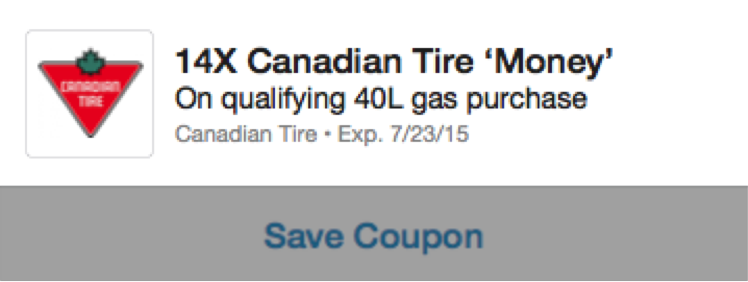 CANADIAN
TIRE
14X Canadian Tire ‘Money’
On qualifying 40L gas purchase
Canadian Tire • Exp. 7/23/15
Save Coupon